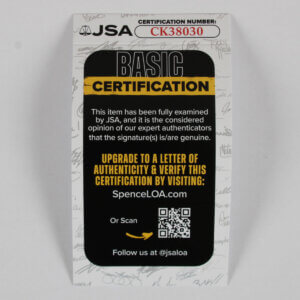 CERTIFICATION NUMBER:
JSA CK38030
BASIC
CERTIFICATION
This item has been fully examined
by JSA, and it is the considered
opinion of our expert authenticators
that the signature(s) is/are genuine.
UPGRADE TO A LETTER OF
AUTHENTICITY & VERIFY THIS
CERTIFICATION BY VISITING:
SpenceLOA.com
Or Scan
Follow us at @jsaloa